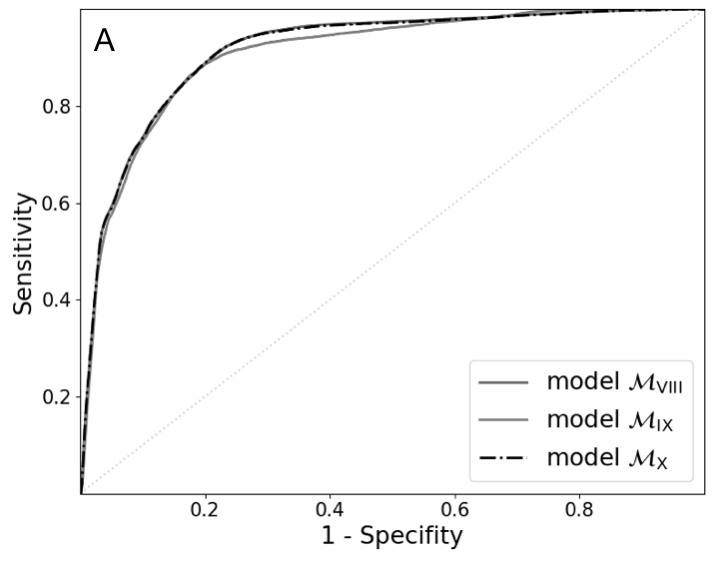 A
0.8
0.6
0.4
0.2
Sensitivity
model ℳVIII
model ℳIX
model ℳX
0.2 0.4 0.6 0.8
1 - Specifity